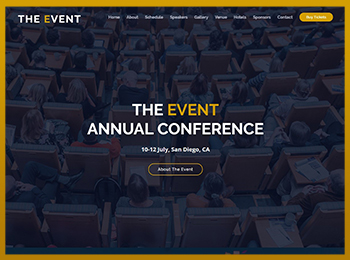 THE EVENT
Home About Schedule Speakers Gallery Venue Hotels Sponsors Contact Buy Tickets
THE EVENT
ANNUAL CONFERENCE
10-12 July, San Diego, CA
About The Event